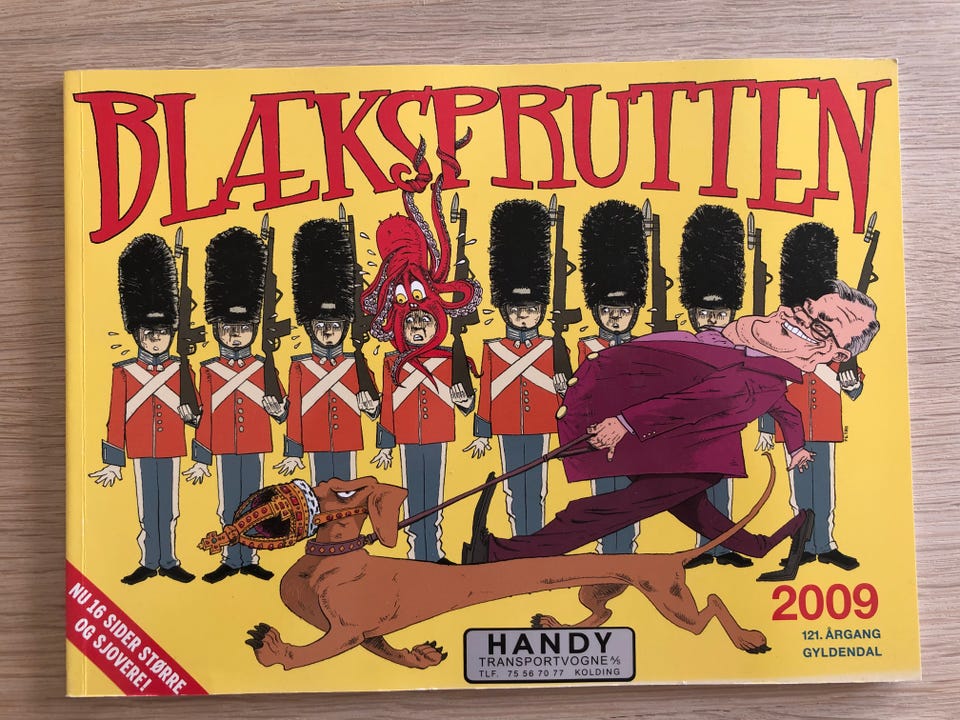 BLÆKSPRUTTEN
NU 16 SIDER STØRRE
OG SJOVERE!
HANDY
TRANSPORTVOGNE A/S
TLF. 75 56 70 77 KOLDING
2009
121. ÅRGANG
GYLDENDAL